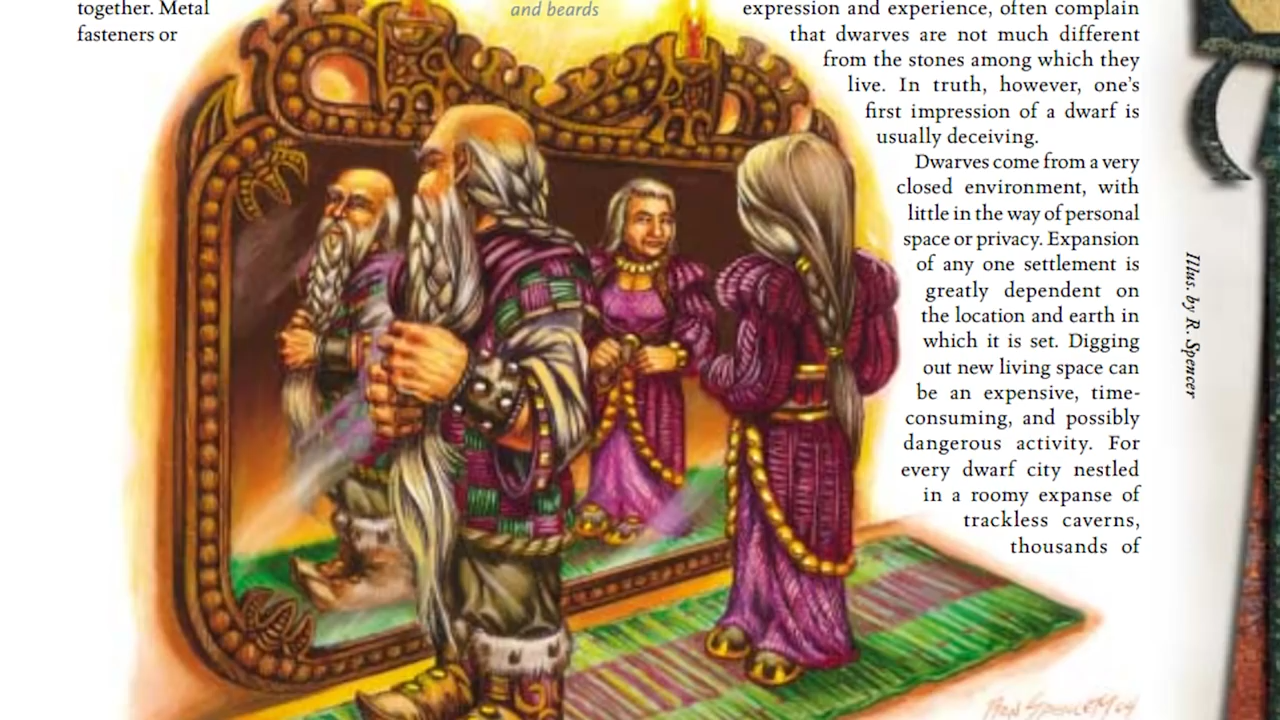 together. Metal
fasteners or
and beards
expression and experience, often complain
that dwarves are not much different
from the stones among which they
live. In truth, however, one's
first impression of a dwarf is
usually deceiving.
Dwarves come from a very
closed environment, with
little in the way of personal
space or privacy. Expansion
of any one settlement is
greatly dependent on
the location and earth in
which it is set. Digging
out new living space can
be an expensive, time-
consuming, and possibly
dangerous activity. For
every dwarf city nestled
in a roomy expanse of
trackless caverns,
thousands of
Illus. by R. Spencer